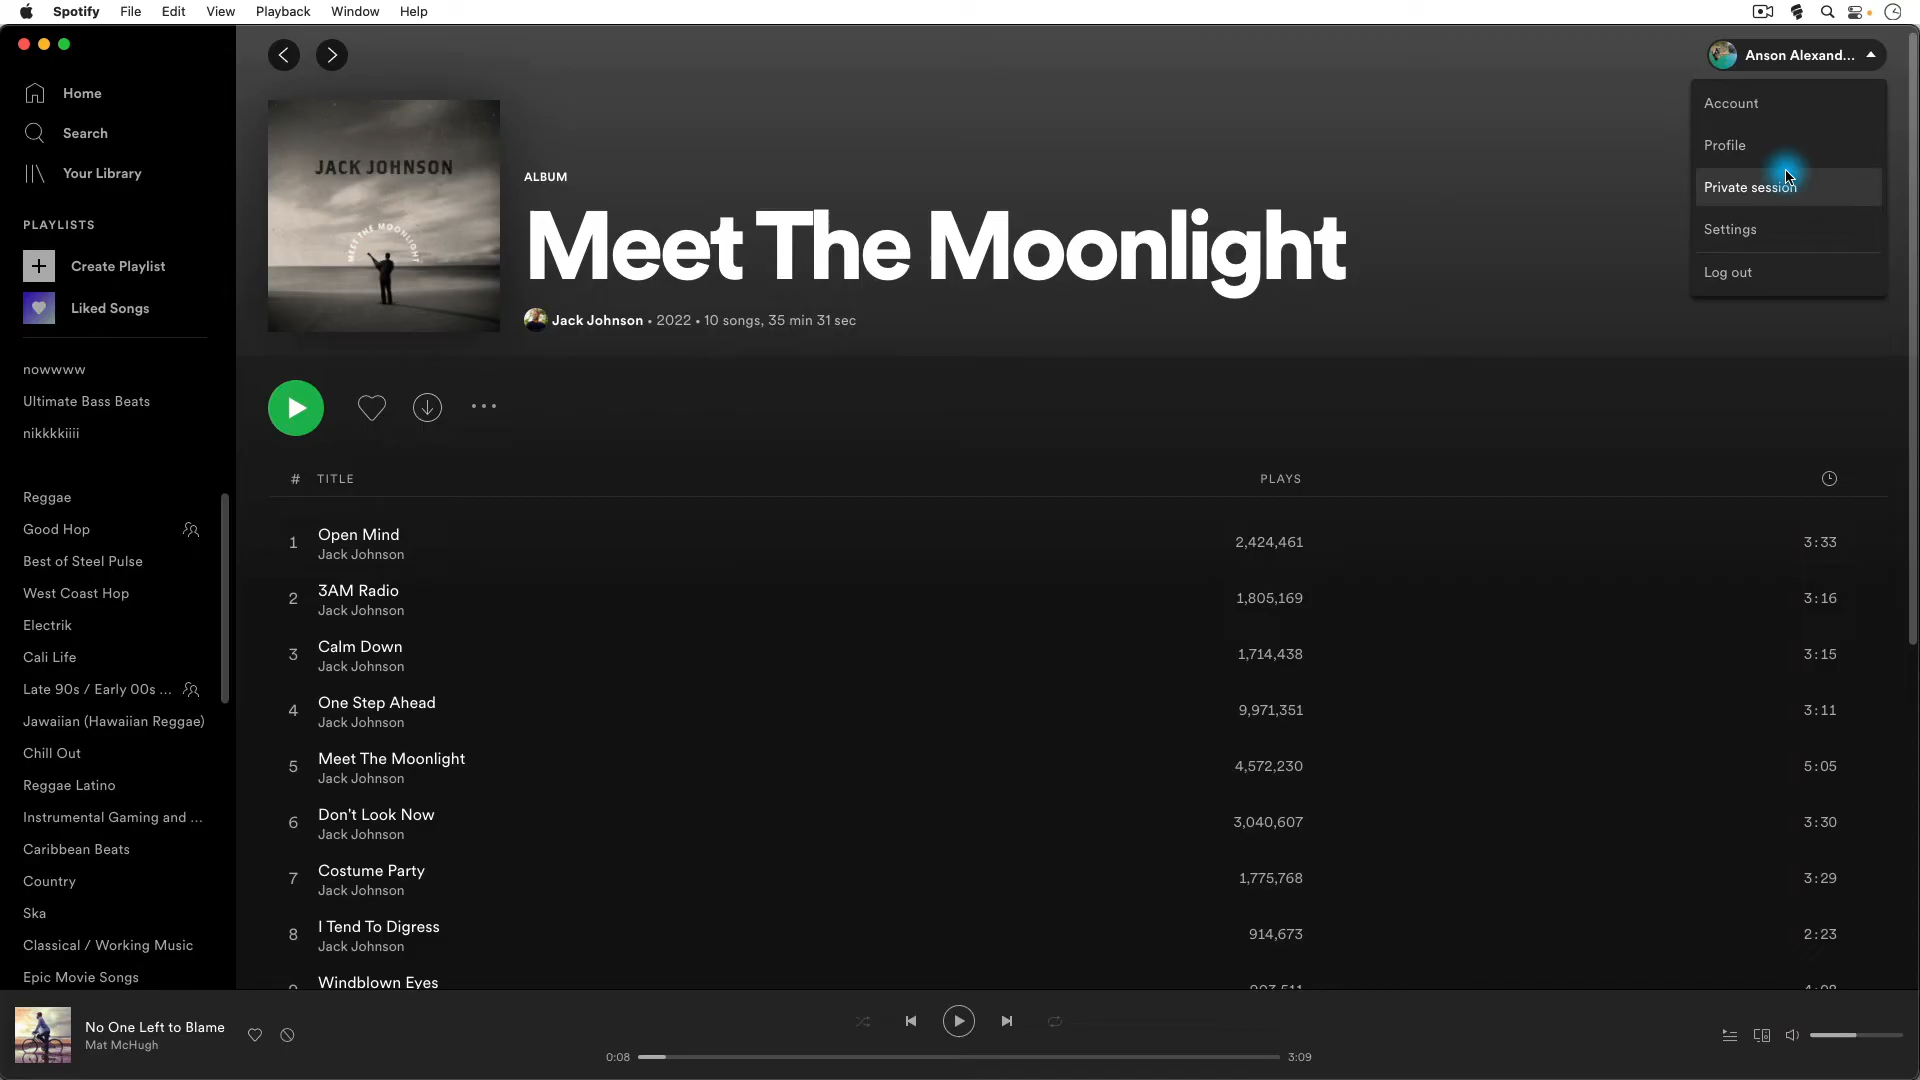 Spotify File Edit View Playback Window Help
Anson Alexand...
Account
Profile
Private session
Settings
Log out
Home
Search
Your Library
PLAYLISTS
Create Playlist
Liked Songs
nowwww
Ultimate Bass Beats
nikkkkiiii
Reggae
Good Hop
Best of Steel Pulse
West Coast Hop
Electrik
Cali Life
Late 90s / Early 00s ...
Jawaiian (Hawaiian Reggae)
Chill Out
Reggae Latino
Instrumental Gaming and ...
Caribbean Beats
Country
Ska
Classical / Working Music
Epic Movie Songs
JACK JOHNSON
MEET THE MOONLIGHT
ALBUM
Meet The Moonlight
Jack Johnson • 2022 • 10 songs, 35 min 31 sec
# TITLE PLAYS
1 Open Mind 2,424,461 3:33
Jack Johnson
2 3AM Radio 1,805,169 3:16
Jack Johnson
3 Calm Down 1,714,438 3:15
Jack Johnson
4 One Step Ahead 9,971,351 3:11
Jack Johnson
5 Meet The Moonlight 4,572,230 5:05
Jack Johnson
6 Don't Look Now 3,040,607 3:30
Jack Johnson
7 Costume Party 1,775,768 3:29
Jack Johnson
8 I Tend To Digress 914,673 2:23
Jack Johnson
Windblown Eyes
No One Left to Blame
Mat McHugh
0:08 3:09